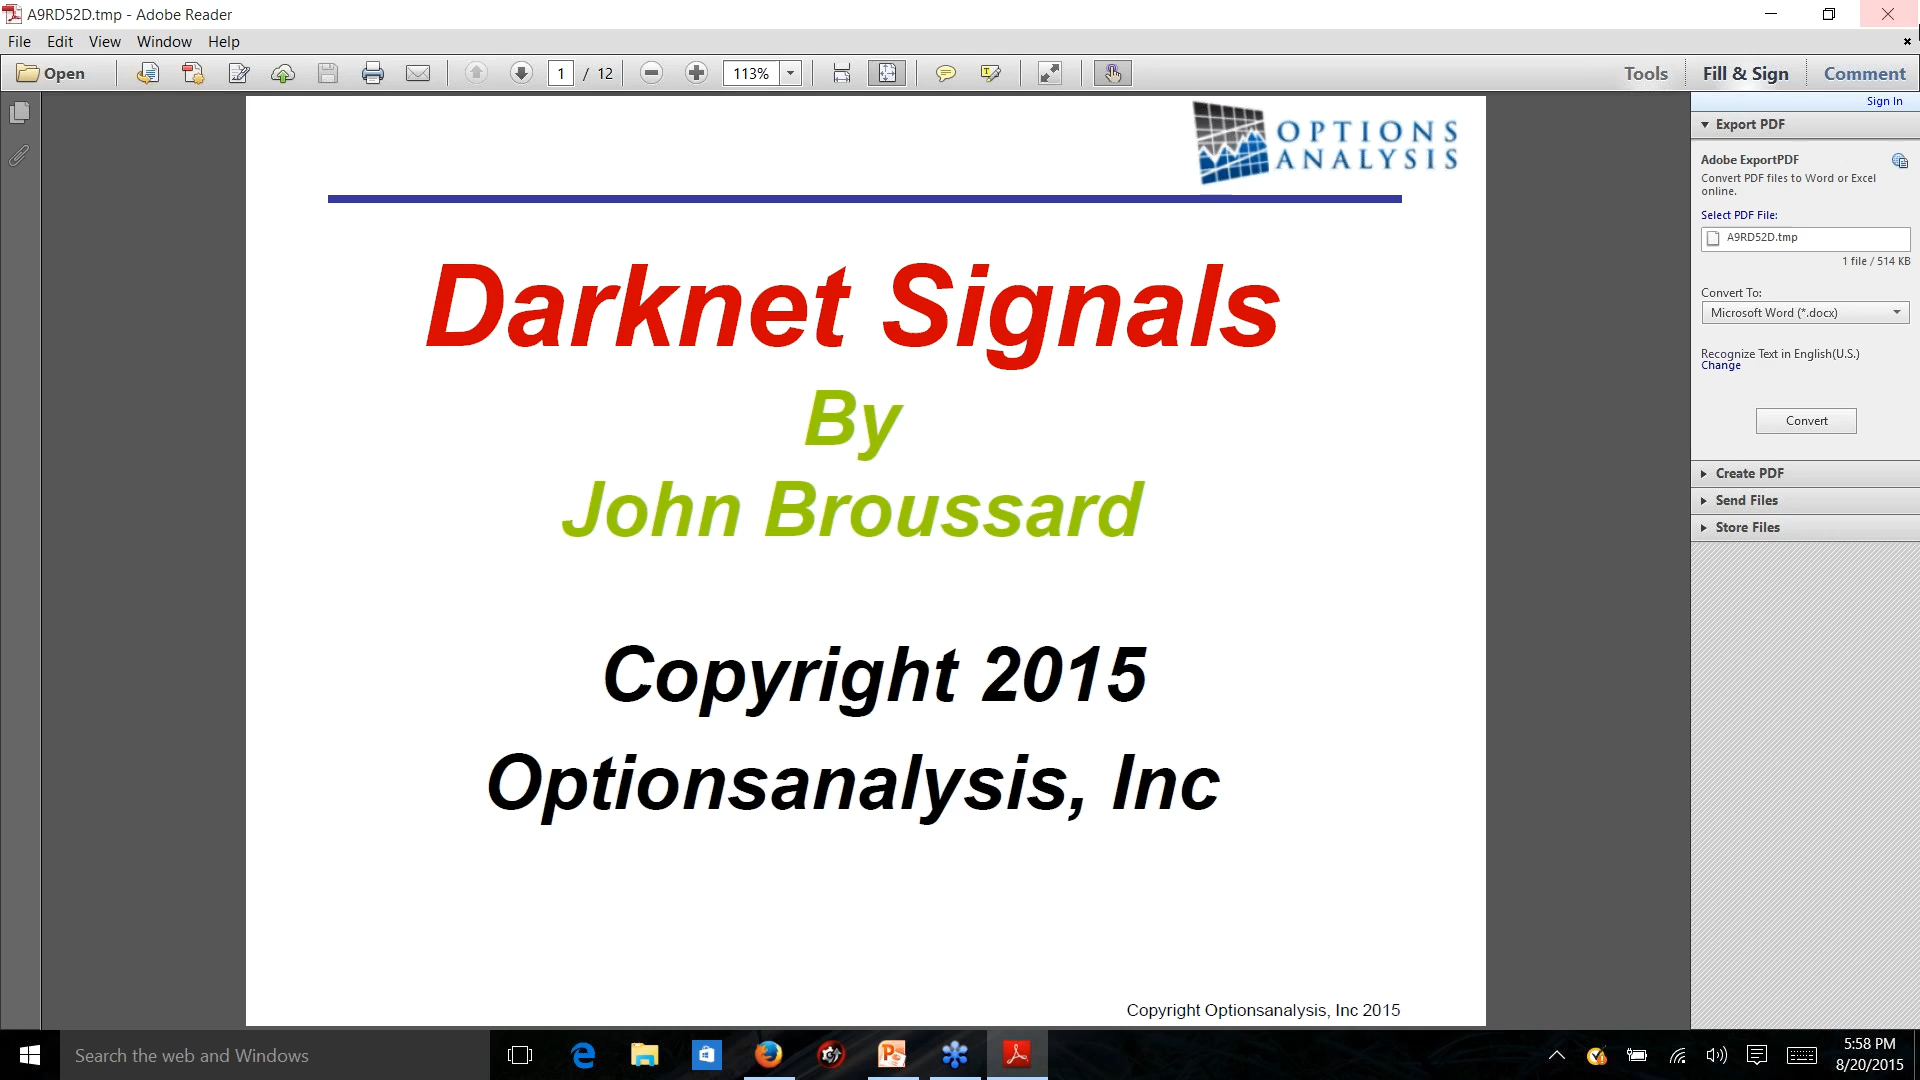 A9RD52D.tmp - Adobe Reader
File Edit View Window Help
Open 1 / 12 113% Tools Fill & Sign Comment
Sign In
Export PDF
Adobe ExportPDF
Convert PDF files to Word or Excel
online.
Select PDF File:
A9RD52D.tmp
1 file / 514 KB
Convert To:
Microsoft Word (*.docx)
Recognize Text in English(U.S.)
Change
Convert
Create PDF
Send Files
Store Files
OPTIONS
ANALYSIS
Darknet Signals
By
John Broussard
Copyright 2015
Optionsanalysis, Inc
Copyright Optionsanalysis, Inc 2015
Search the web and Windows
5:58 PM
8/20/2015